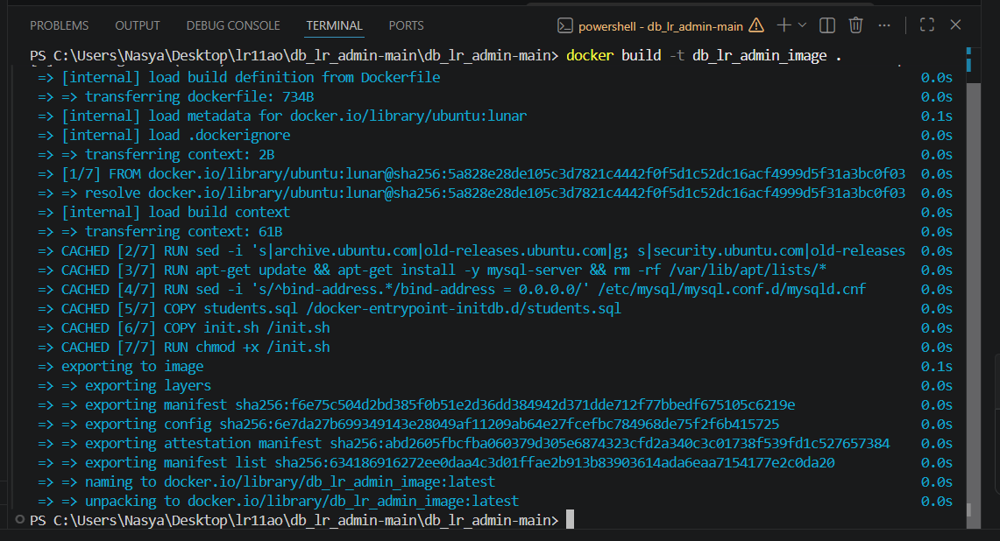 PROBLEMS OUTPUT DEBUG CONSOLE TERMINAL PORTS powershell - db_lr_admin-main
PS C:\Users\Nasya\Desktop\lr11ao\db_lr_admin-main\db_lr_admin-main> docker build -t db_lr_admin_image .
=> [internal] load build definition from Dockerfile 0.0s
=> => transferring dockerfile: 734B 0.0s
=> [internal] load metadata for docker.io/library/ubuntu:lunar 0.1s
=> [internal] load .dockerignore 0.0s
=> => transferring context: 2B 0.0s
=> [1/7] FROM docker.io/library/ubuntu:lunar@sha256:5a828e28de105c3d7821c4442f0f5d1c52dc16acf4999d5f31a3bc0f03 0.0s
=> => resolve docker.io/library/ubuntu:lunar@sha256:5a828e28de105c3d7821c4442f0f5d1c52dc16acf4999d5f31a3bc0f03 0.0s
=> [internal] load build context 0.0s
=> => transferring context: 61B 0.0s
=> CACHED [2/7] RUN sed -i 's|archive.ubuntu.com|old-releases.ubuntu.com|g; s|security.ubuntu.com|old-releases 0.0s
=> CACHED [3/7] RUN apt-get update && apt-get install -y mysql-server && rm -rf /var/lib/apt/lists/* 0.0s
=> CACHED [4/7] RUN sed -i 's/^bind-address.*/bind-address = 0.0.0.0/' /etc/mysql/mysql.conf.d/mysqld.cnf 0.0s
=> CACHED [5/7] COPY students.sql /docker-entrypoint-initdb.d/students.sql 0.0s
=> CACHED [6/7] COPY init.sh /init.sh 0.0s
=> CACHED [7/7] RUN chmod +x /init.sh 0.0s
=> exporting to image 0.1s
=> => exporting layers 0.0s
=> => exporting manifest sha256:f6e75c504d2bd385f0b51e2d36dd384942d371dde712f77bbedf675105c6219e 0.0s
=> => exporting config sha256:6e7da27b699349143e28049af11209ab64e27fcefbc784968de75f2f6b415725 0.0s
=> => exporting attestation manifest sha256:abd2605fbcfba060379d305e6874323cfd2a340c3c01738f539fd1c527657384 0.0s
=> => exporting manifest list sha256:634186916272ee0daa4c3d01ffae2b913b83903614ada6eaa7154177e2c0da20 0.0s
=> => naming to docker.io/library/db_lr_admin_image:latest 0.0s
=> => unpacking to docker.io/library/db_lr_admin_image:latest 0.0s
PS C:\Users\Nasya\Desktop\lr11ao\db_lr_admin-main\db_lr_admin-main>